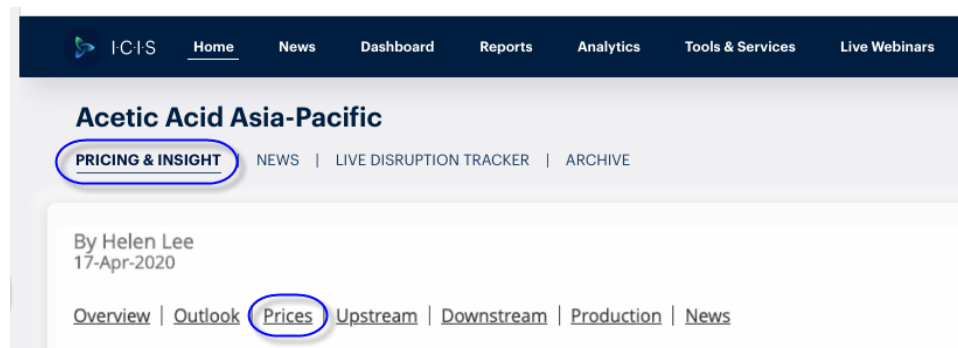 I·C·I·S Home News Dashboard Reports Analytics Tools & Services Live Webinars
Acetic Acid Asia-Pacific
PRICING & INSIGHT | NEWS | LIVE DISRUPTION TRACKER | ARCHIVE
By Helen Lee
17-Apr-2020
Overview | Outlook | Prices | Upstream | Downstream | Production | News